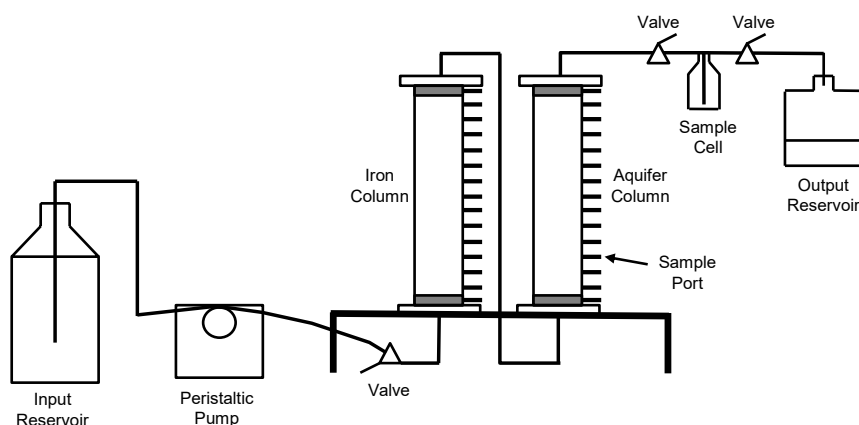 Valve
Valve
Sample
Cell
Output
Reservoir
Iron
Column
Aquifer
Column
Sample
Port
Valve
Input
Reservoir
Peristaltic
Pump